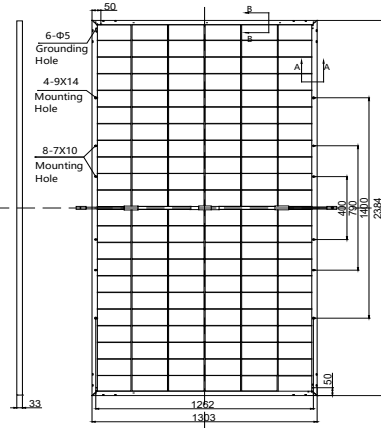 50
B
6-Φ5
Grounding
Hole
B
A
A
4-9X14
Mounting
Hole
8-7X10
Mounting
Hole
400
790
1400
2384
50
33
1262
1303